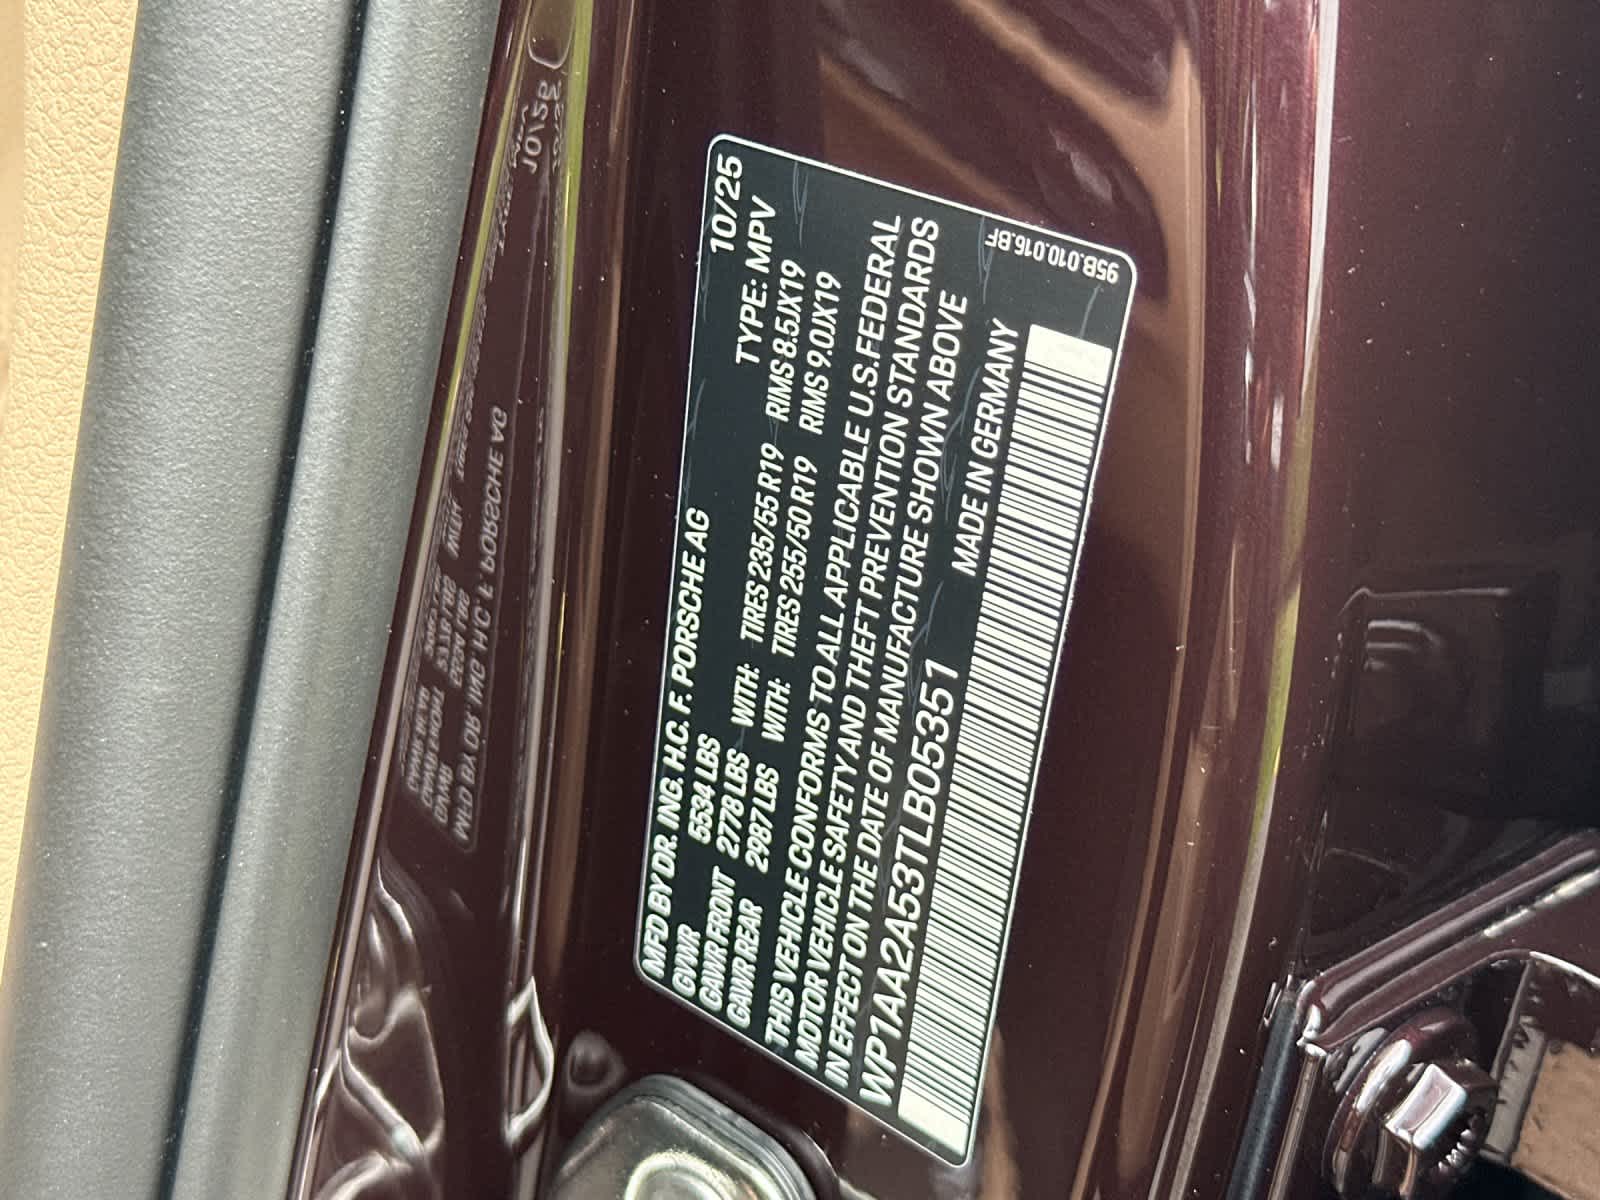 MFD BY DR. ING. H.C. F. PORSCHE AG 10/25
GVWR 5534 LBS TYPE: MPV
GAWR FRONT 2778 LBS WITH: TIRES 235/55 R19 RIMS 8.5JX19
GAWR REAR 2987 LBS WITH: TIRES 255/50 R19 RIMS 9.0JX19
THIS VEHICLE CONFORMS TO ALL APPLICABLE U.S. FEDERAL
MOTOR VEHICLE SAFETY AND THEFT PREVENTION STANDARDS
IN EFFECT ON THE DATE OF MANUFACTURE SHOWN ABOVE
WP1AA2A53TLB05351 MADE IN GERMANY
95B.010.016.BF